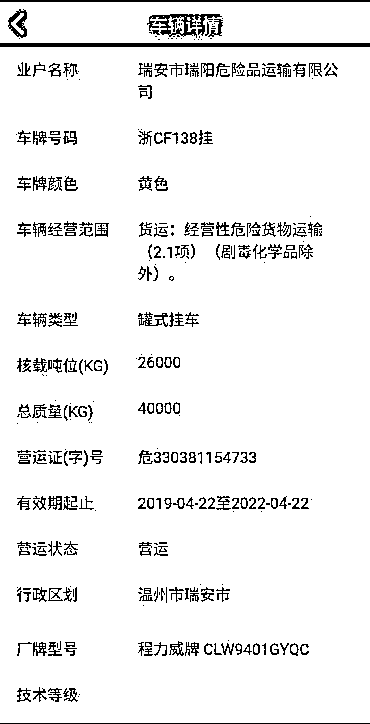 车辆详情
业户名称 瑞安市瑞阳危险品运输有限公
司
车牌号码 浙CF138挂
车牌颜色 黄色
车辆经营范围 货运：经营性危险货物运输
（2.1项）（剧毒化学品除
外）。
车辆类型 罐式挂车
核载吨位(KG) 26000
总质量(KG) 40000
营运证(字)号 危330381154733
有效期起止 2019-04-22至2022-04-22
营运状态 营运
行政区划 温州市瑞安市
厂牌型号 程力威牌 CLW9401GYQC
技术等级